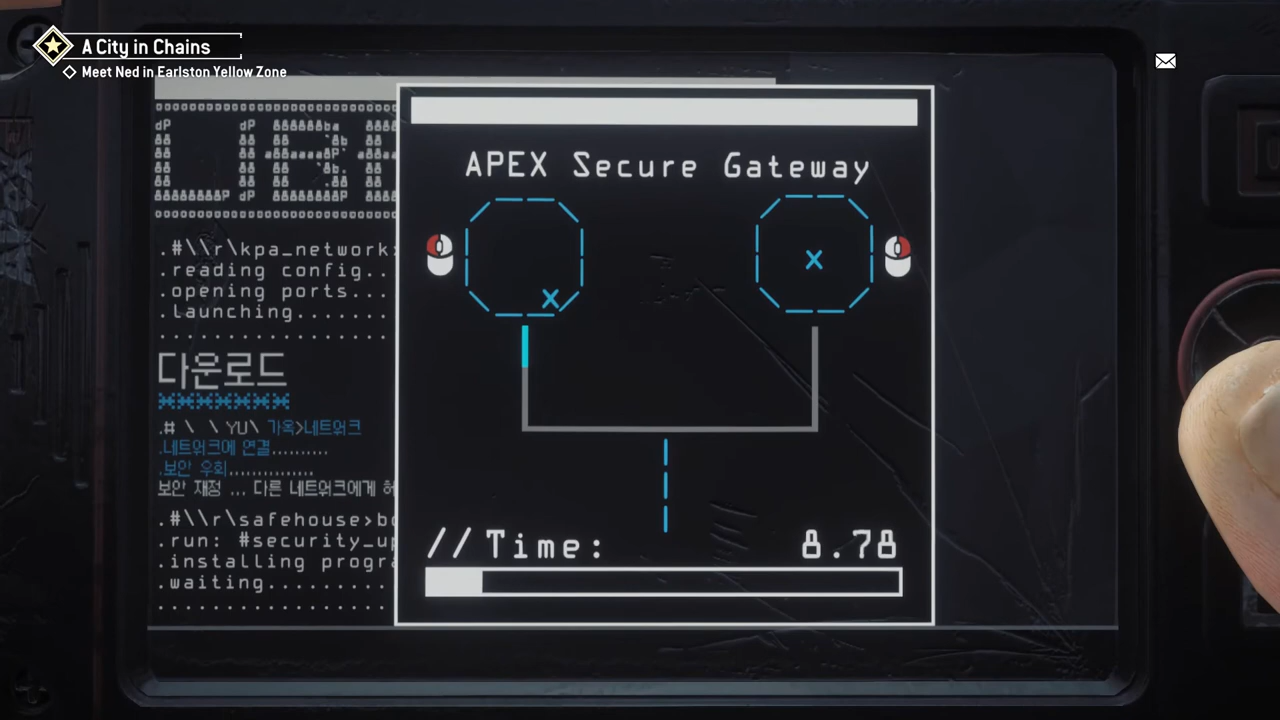 A City in Chains
Meet Ned in Earlston Yellow Zone
APEX Secure Gateway
.#\\r\kpa_network
.reading config..
.opening ports...
.launching.......
다운로드
.# \ \ YU\ 가옥>네트워크
.네트워크에 연결..........
.보안 우회...............
보안 재정 ... 다른 네트워크에게 허
.#\\r\safehouse>bo
.run: #security_up
.installing progra
.waiting..........
// Time: 8.78